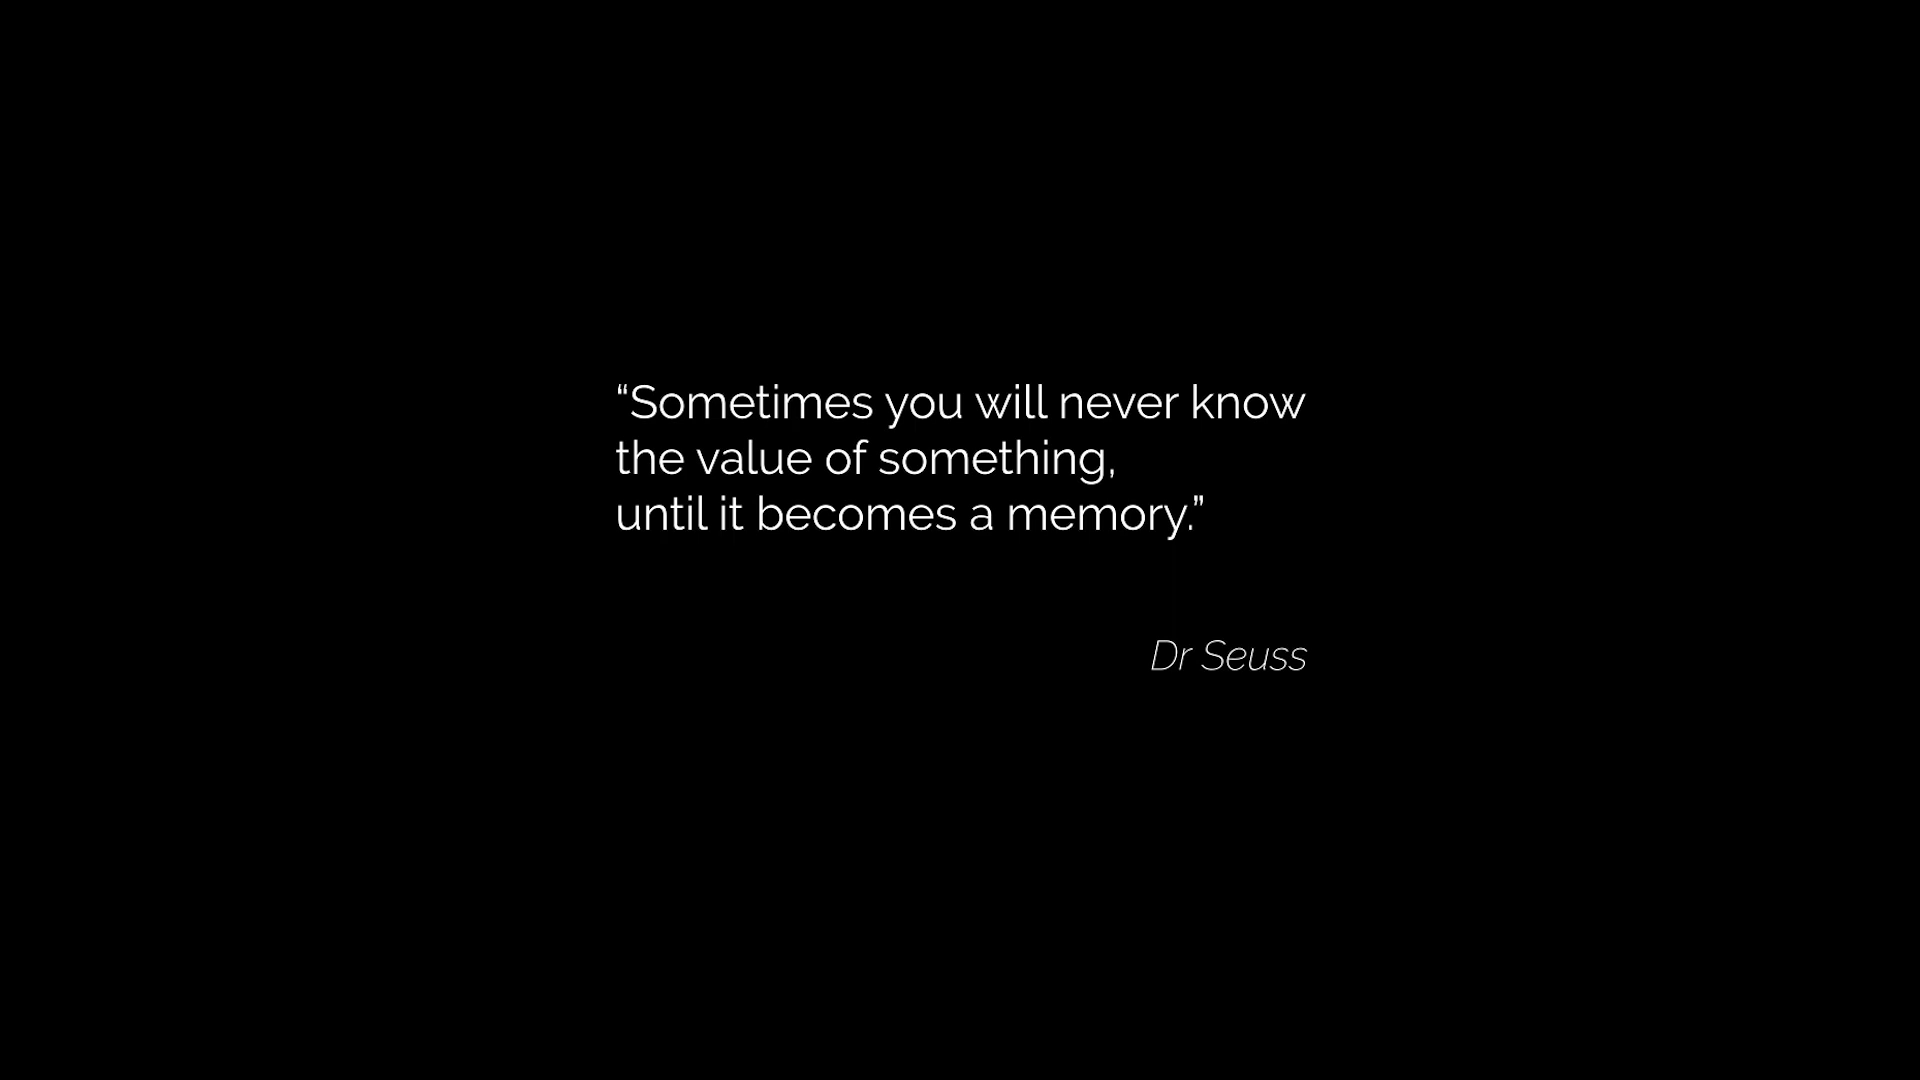 “Sometimes you will never know
the value of something,
until it becomes a memory.”
Dr Seuss